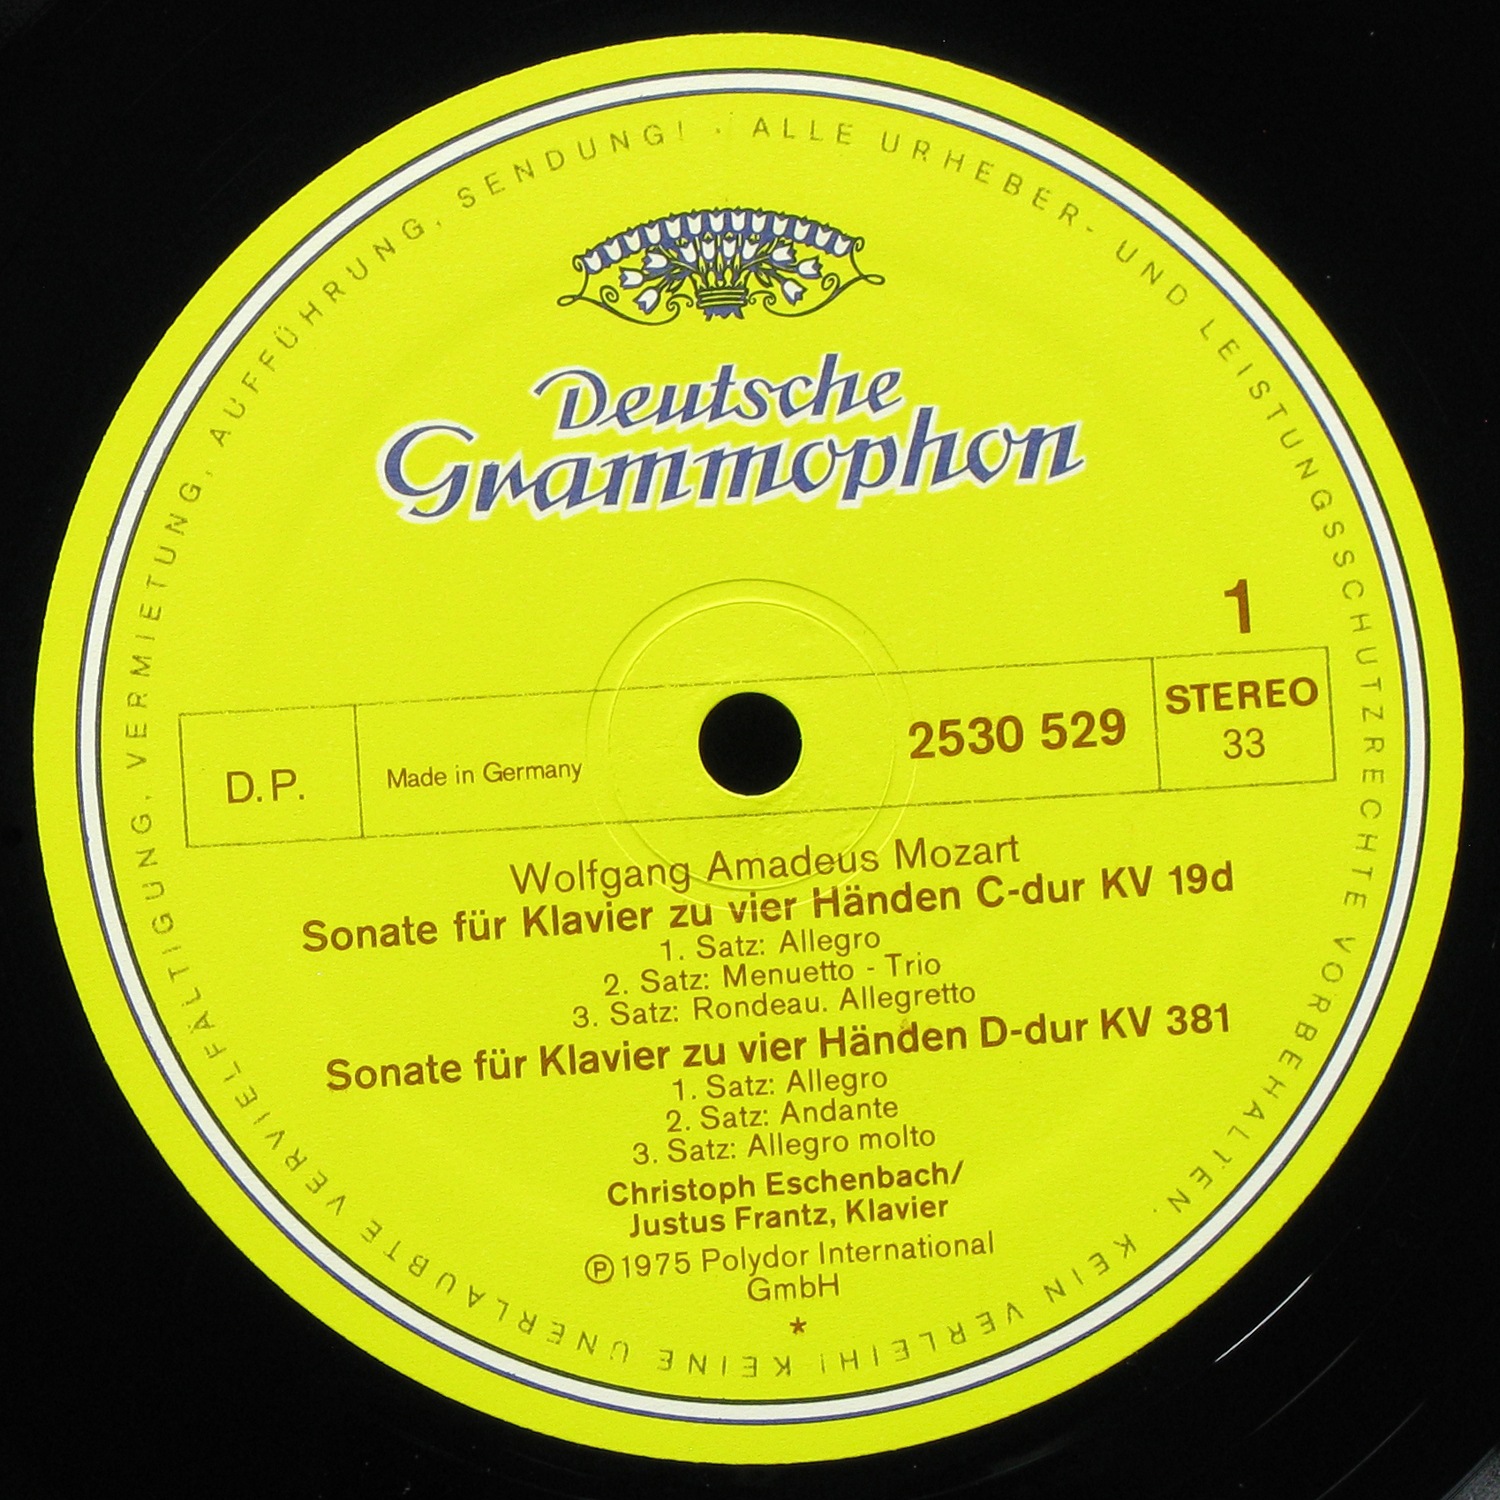 ALLE URHEBER- UND LEISTUNGSSCHUTZRECHTE VORBEHALTEN. KEIN VERLEIH! KEINE UNERLAUBTE VERVIELFÄLTIGUNG, VERMIETUNG, AUFFÜHRUNG, SENDUNG! ·
Deutsche
Grammophon
1
D.P.
Made in Germany
2530 529
STEREO
33
Wolfgang Amadeus Mozart
Sonate für Klavier zu vier Händen C-dur KV 19d
1. Satz: Allegro
2. Satz: Menuetto - Trio
3. Satz: Rondeau. Allegretto
Sonate für Klavier zu vier Händen D-dur KV 381
1. Satz: Allegro
2. Satz: Andante
3. Satz: Allegro molto
Christoph Eschenbach/
Justus Frantz, Klavier
℗ 1975 Polydor International
GmbH
*